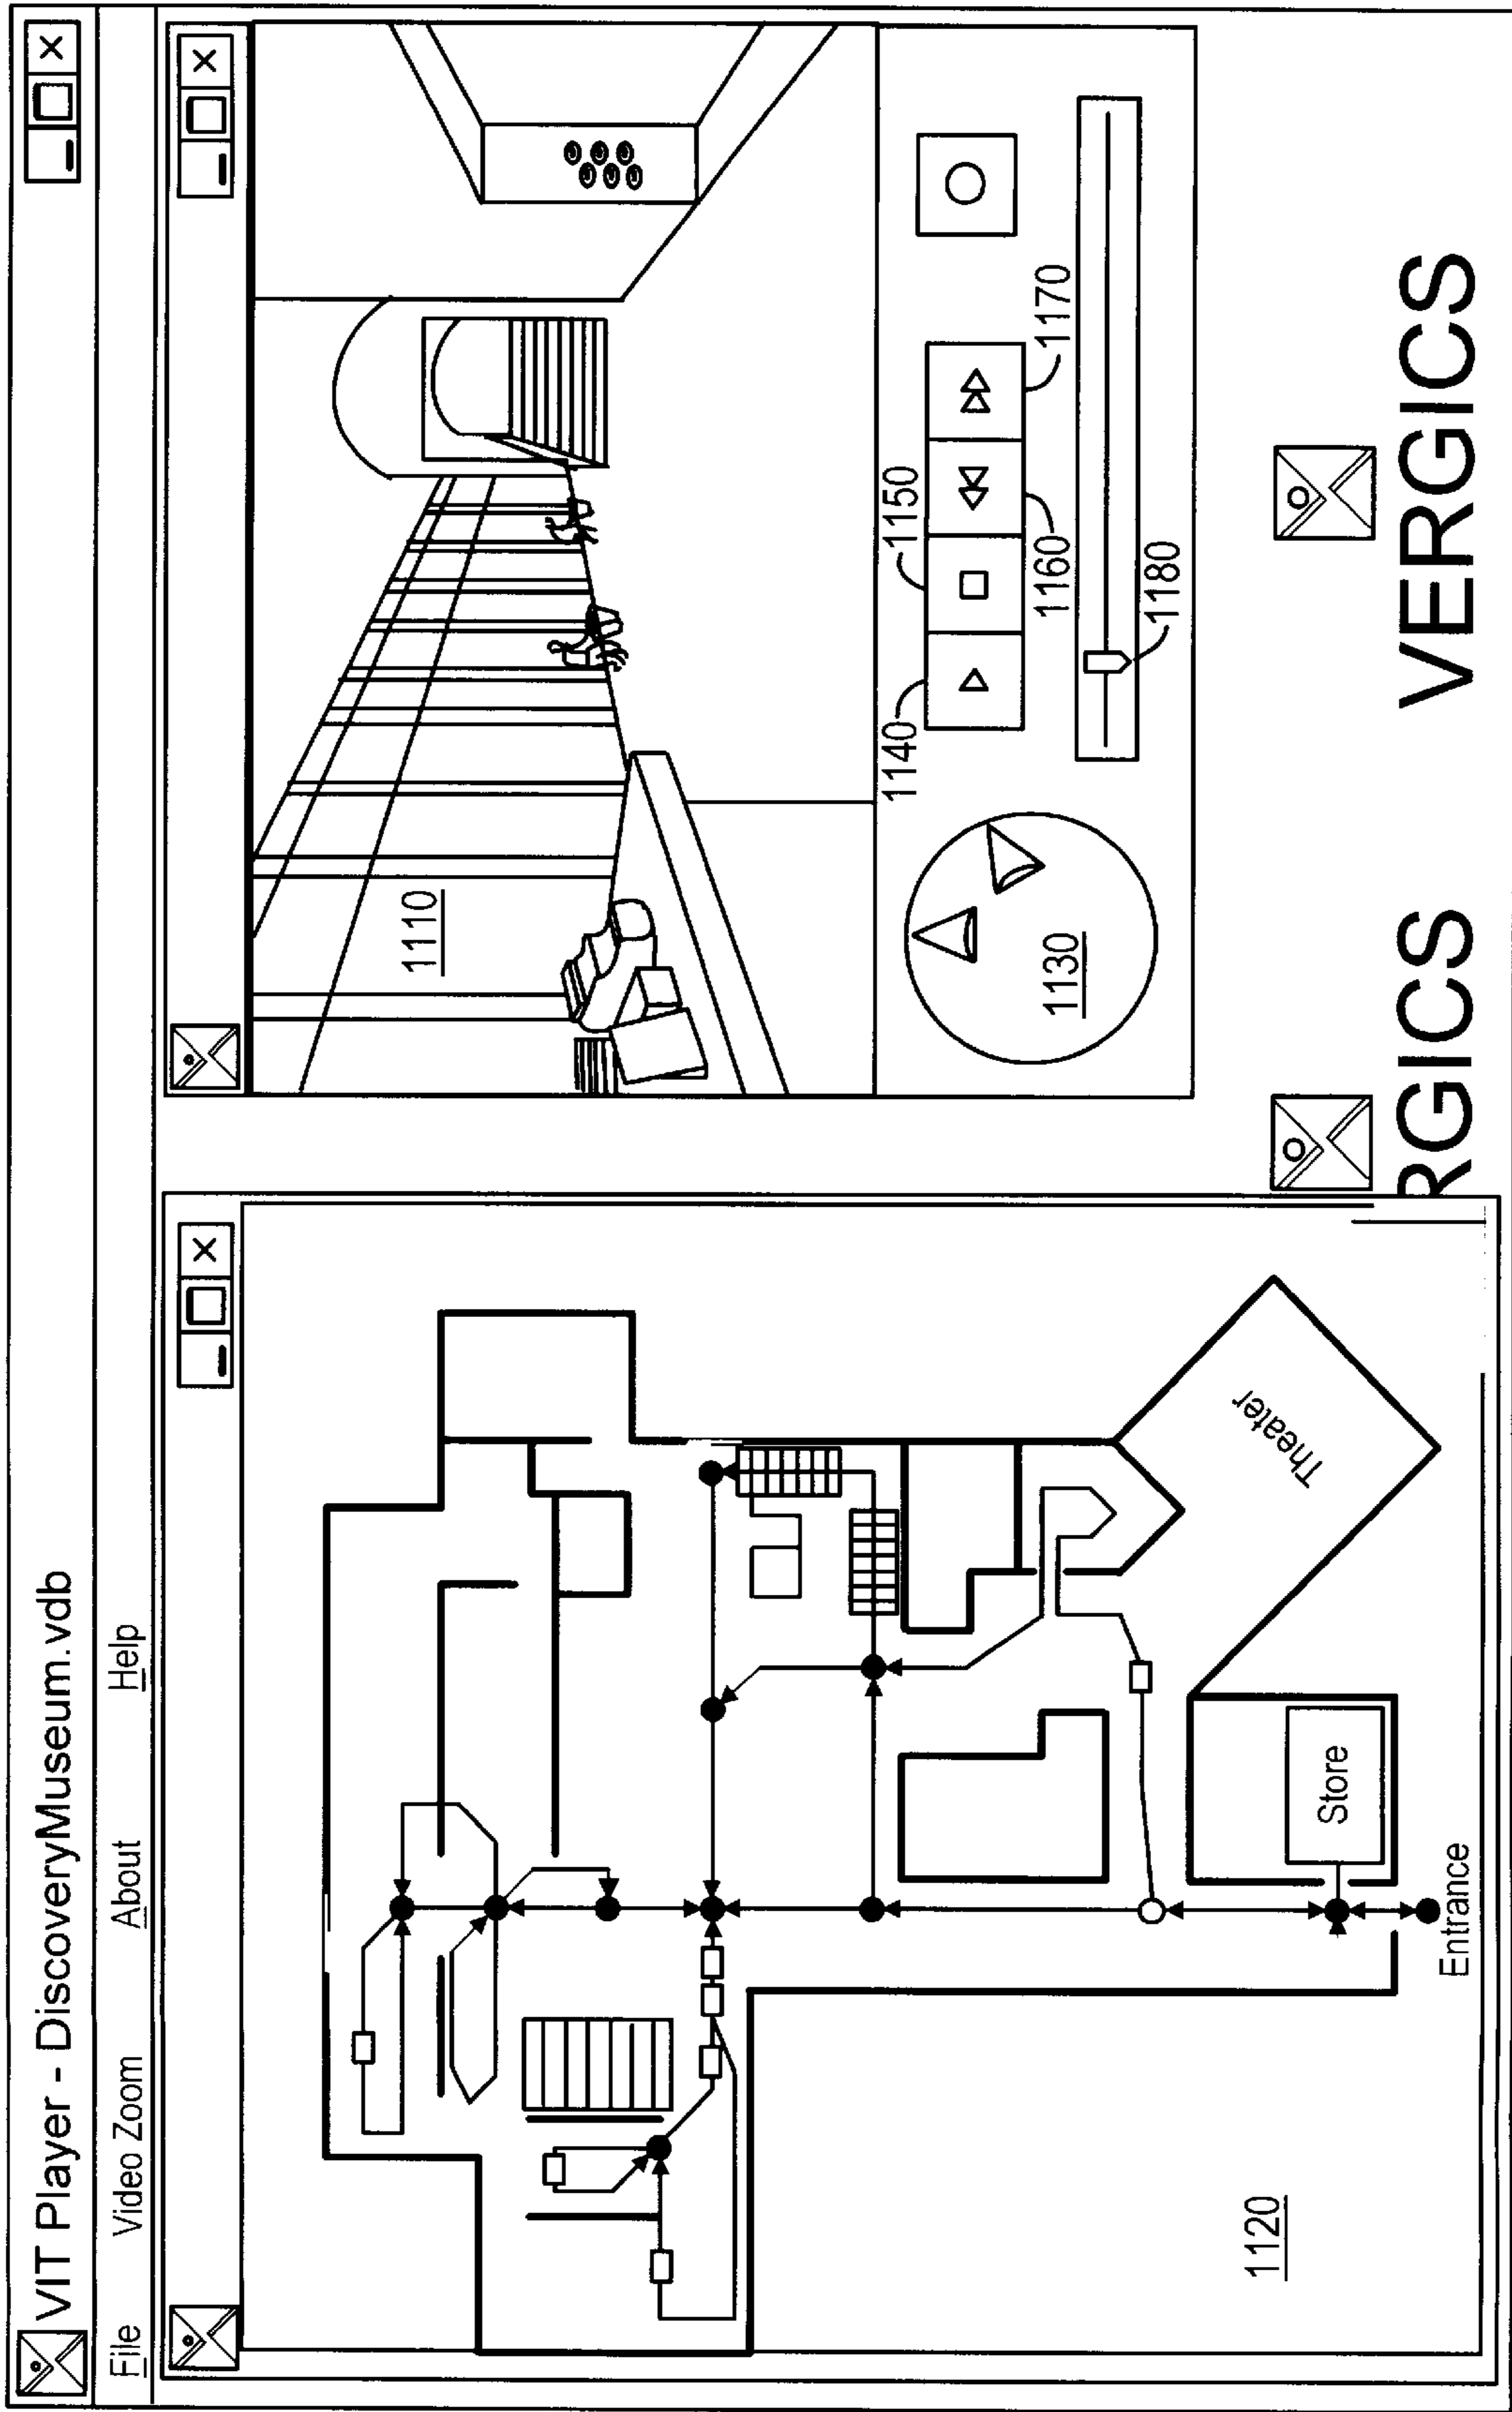 VIT Player - DiscoveryMuseum.vdb
File Video Zoom About Help
Theater
Store
Entrance
1120
1110
1130
1140
1150
1160
1170
1180
RGICS VERGICS